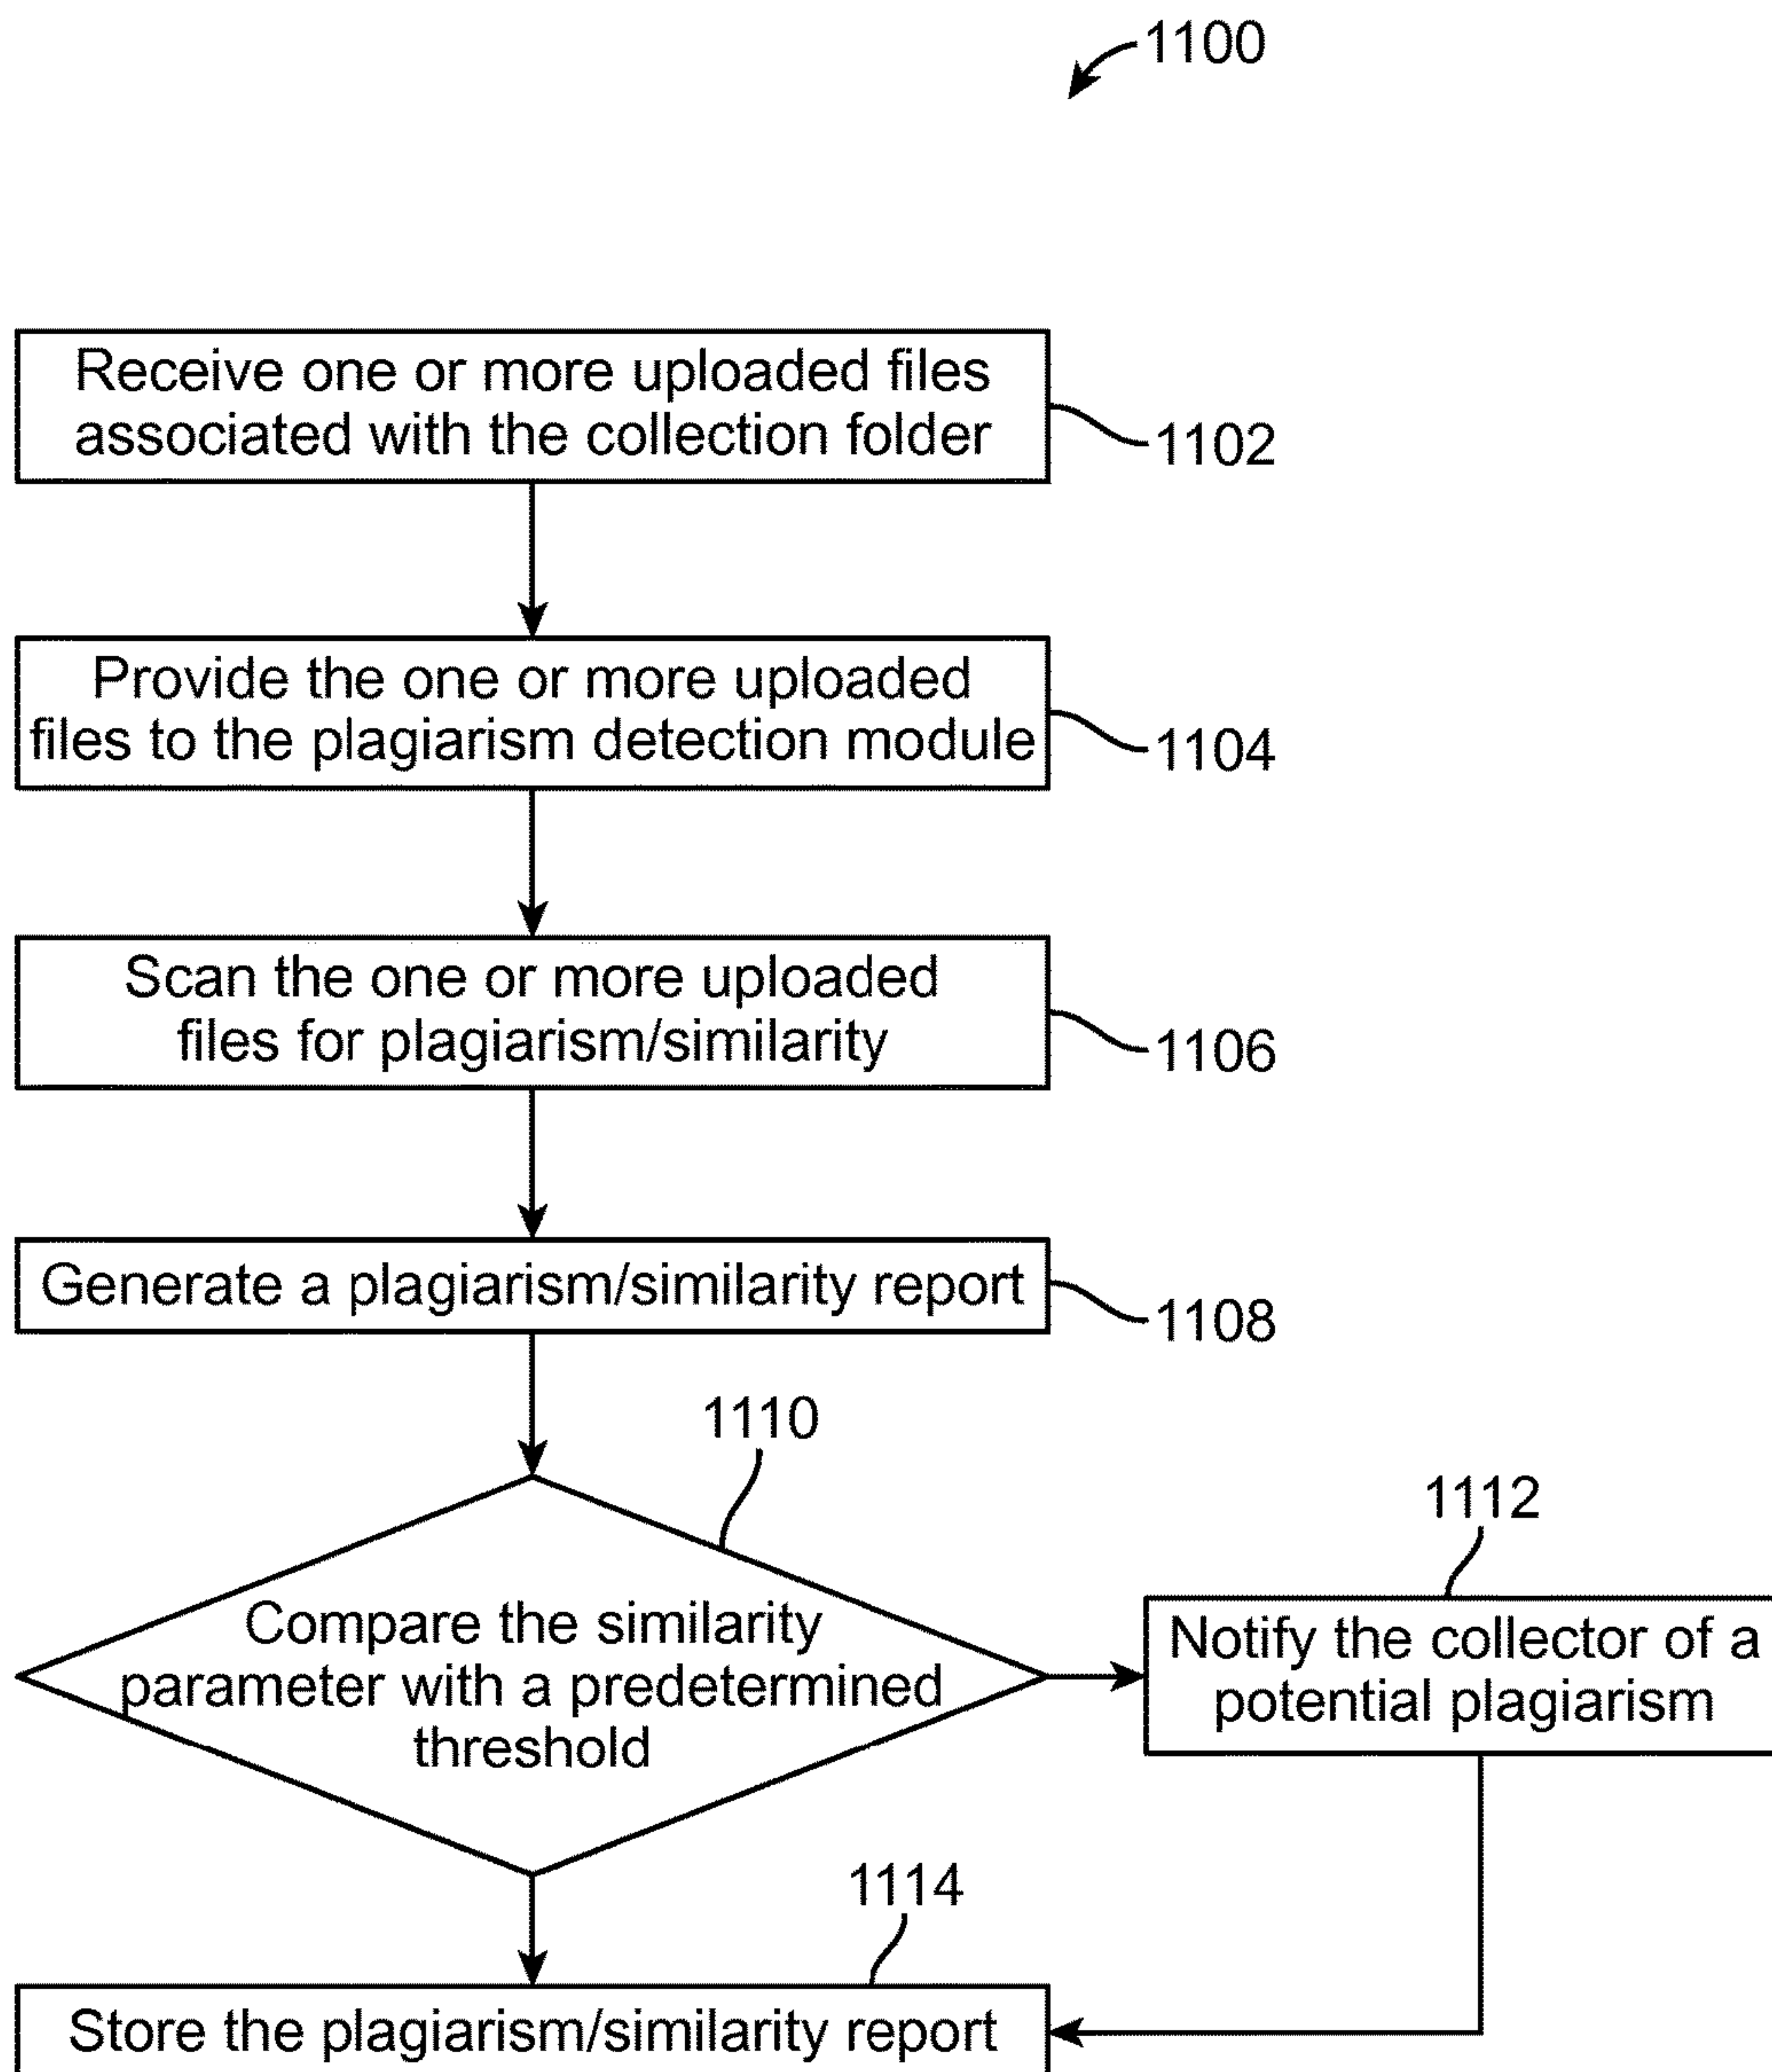 1100
Receive one or more uploaded files
associated with the collection folder
1102
Provide the one or more uploaded
files to the plagiarism detection module
1104
Scan the one or more uploaded
files for plagiarism/similarity
1106
Generate a plagiarism/similarity report
1108
1110
Compare the similarity
parameter with a predetermined
threshold
1112
Notify the collector of a
potential plagiarism
1114
Store the plagiarism/similarity report